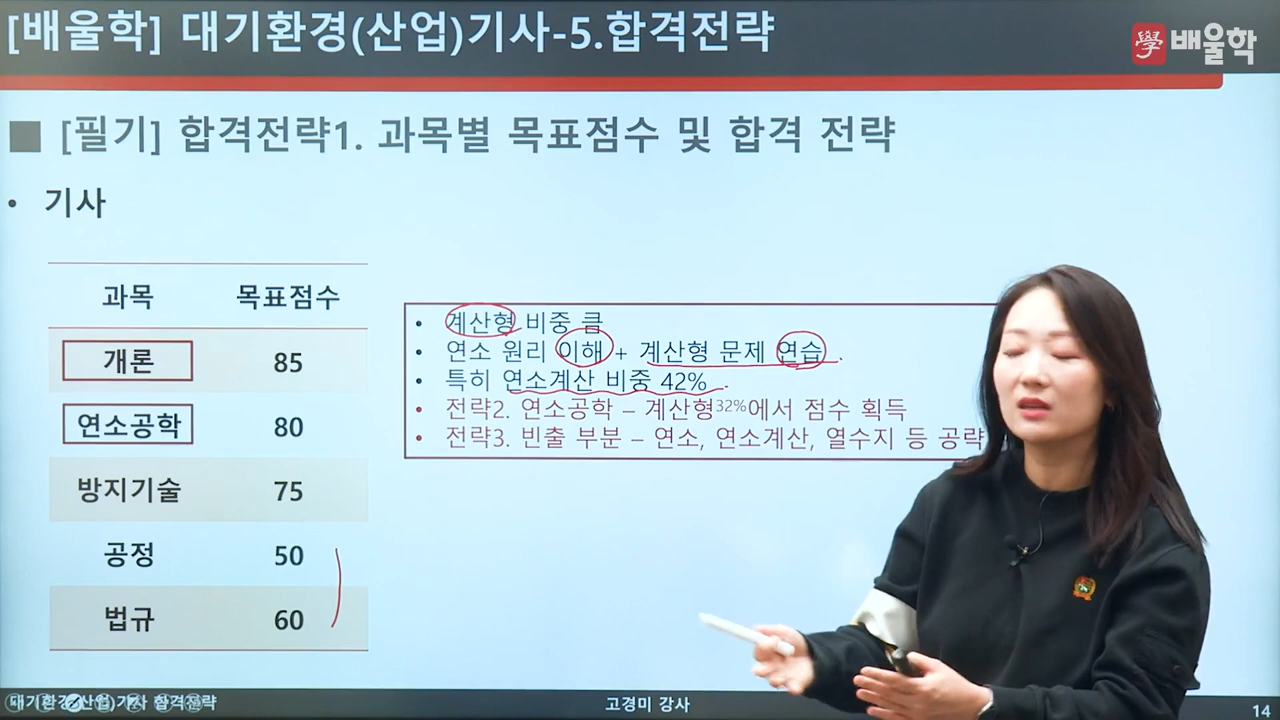 [배울학] 대기환경(산업)기사-5.합격전략
學 배울학
■ [필기] 합격전략1. 과목별 목표점수 및 합격 전략
• 기사
과목 목표점수
개론 85
연소공학 80
방지기술 75
공정 50
법규 60
• 계산형 비중 큼
• 연소 원리 이해 + 계산형 문제 연습
• 특히 연소계산 비중 42%
• 전략2. 연소공학 – 계산형32%에서 점수 획득
• 전략3. 빈출 부분 – 연소, 연소계산, 열수지 등 공략
대기환경(산업)기사 합격전략
고경미 강사
14